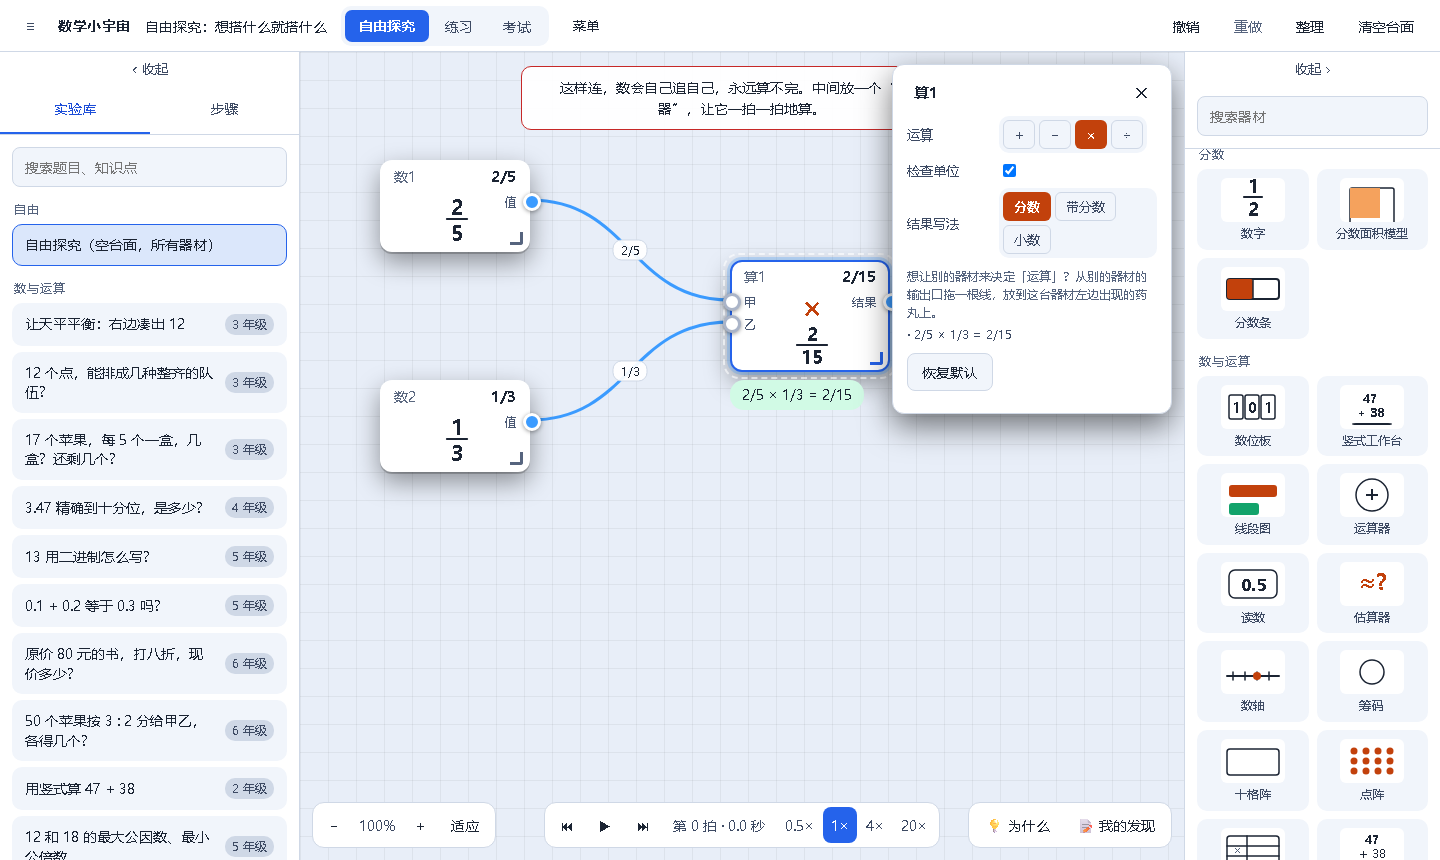 ≡ 数学小宇宙 自由探究：想搭什么就搭什么 自由探究 练习 考试 菜单 撤销 重做 整理 清空台面
‹ 收起
实验库 步骤
搜索题目、知识点
自由
自由探究（空台面，所有器材）
数与运算
让天平平衡：右边凑出 12 3 年级
12 个点，能排成几种整齐的队
伍？ 3 年级
17 个苹果，每 5 个一盒，几
盒？还剩几个？ 3 年级
3.47 精确到十分位，是多少？ 4 年级
13 用二进制怎么写？ 5 年级
0.1 + 0.2 等于 0.3 吗？ 5 年级
原价 80 元的书，打八折，现
价多少？ 6 年级
50 个苹果按 3 : 2 分给甲乙，
各得几个？ 6 年级
用竖式算 47 + 38 2 年级
12 和 18 的最大公因数、最小
公倍数 5 年级
这样连，数会自己追自己，永远算不完。中间放一个“
器”，让它一拍一拍地算。
数1 2/5
值
2
5
2/5
数2 1/3
值
1
3
1/3
算1 2/15
甲 结果
乙
×
2
15
2/5 × 1/3 = 2/15
算1 ×
运算 + − × ÷
检查单位
结果写法 分数 带分数
小数
想让别的器材来决定「运算」？从别的器材的
输出口拖一根线，放到这台器材左边出现的药
丸上。
· 2/5 × 1/3 = 2/15
恢复默认
− 100% + 适应
⏮ ▶ ⏭ 第 0 拍 · 0.0 秒 0.5× 1× 4× 20×
为什么 我的发现
收起 ›
搜索器材
分数
1
2
数字 分数面积模型
分数条
数与运算
1 0 1
数位板
47
+ 38
竖式工作台
线段图
+
运算器
0.5
读数
≈?
估算器
数轴 筹码
十格阵 点阵
×
47
+ 38